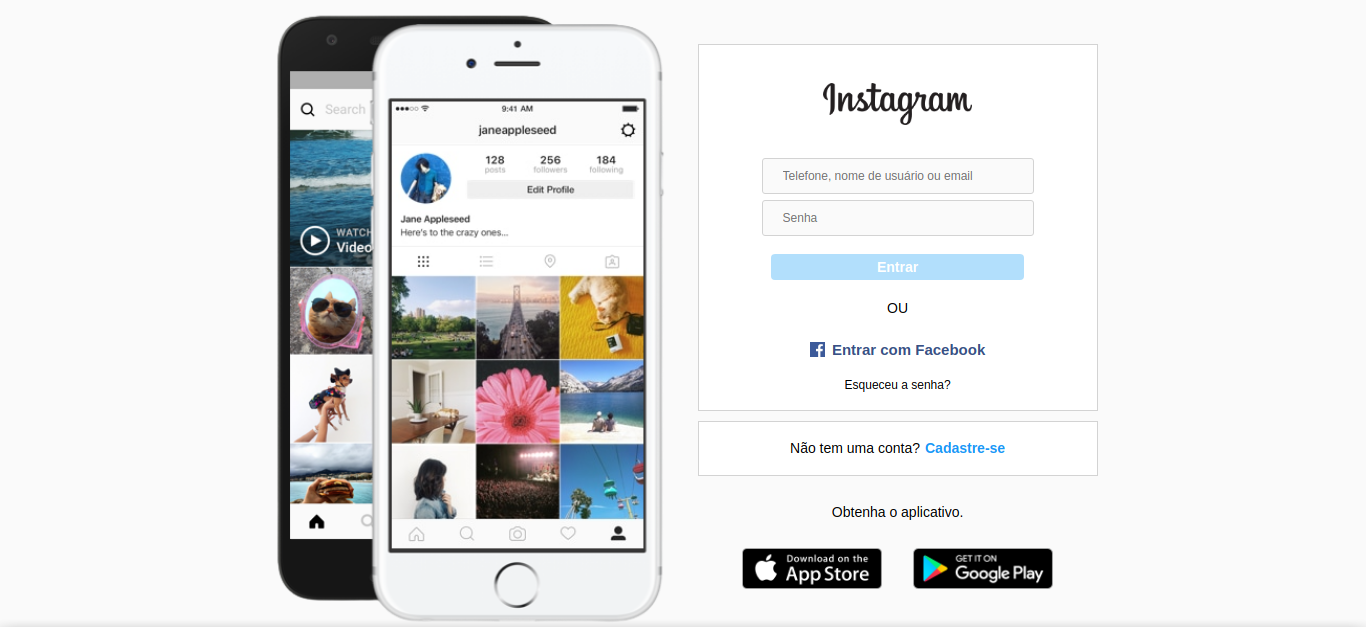 Search
WATCH
Video
9:41 AM
janeappleseed
128
256
184
posts
followers
following
Edit Profile
Jane Appleseed
Here's to the crazy ones...
Instagram
Telefone, nome de usuário ou email
Senha
Entrar
OU
Entrar com Facebook
Esqueceu a senha?
Não tem uma conta? Cadastre-se
Obtenha o aplicativo.
Download on the
App Store
GET IT ON
Google Play